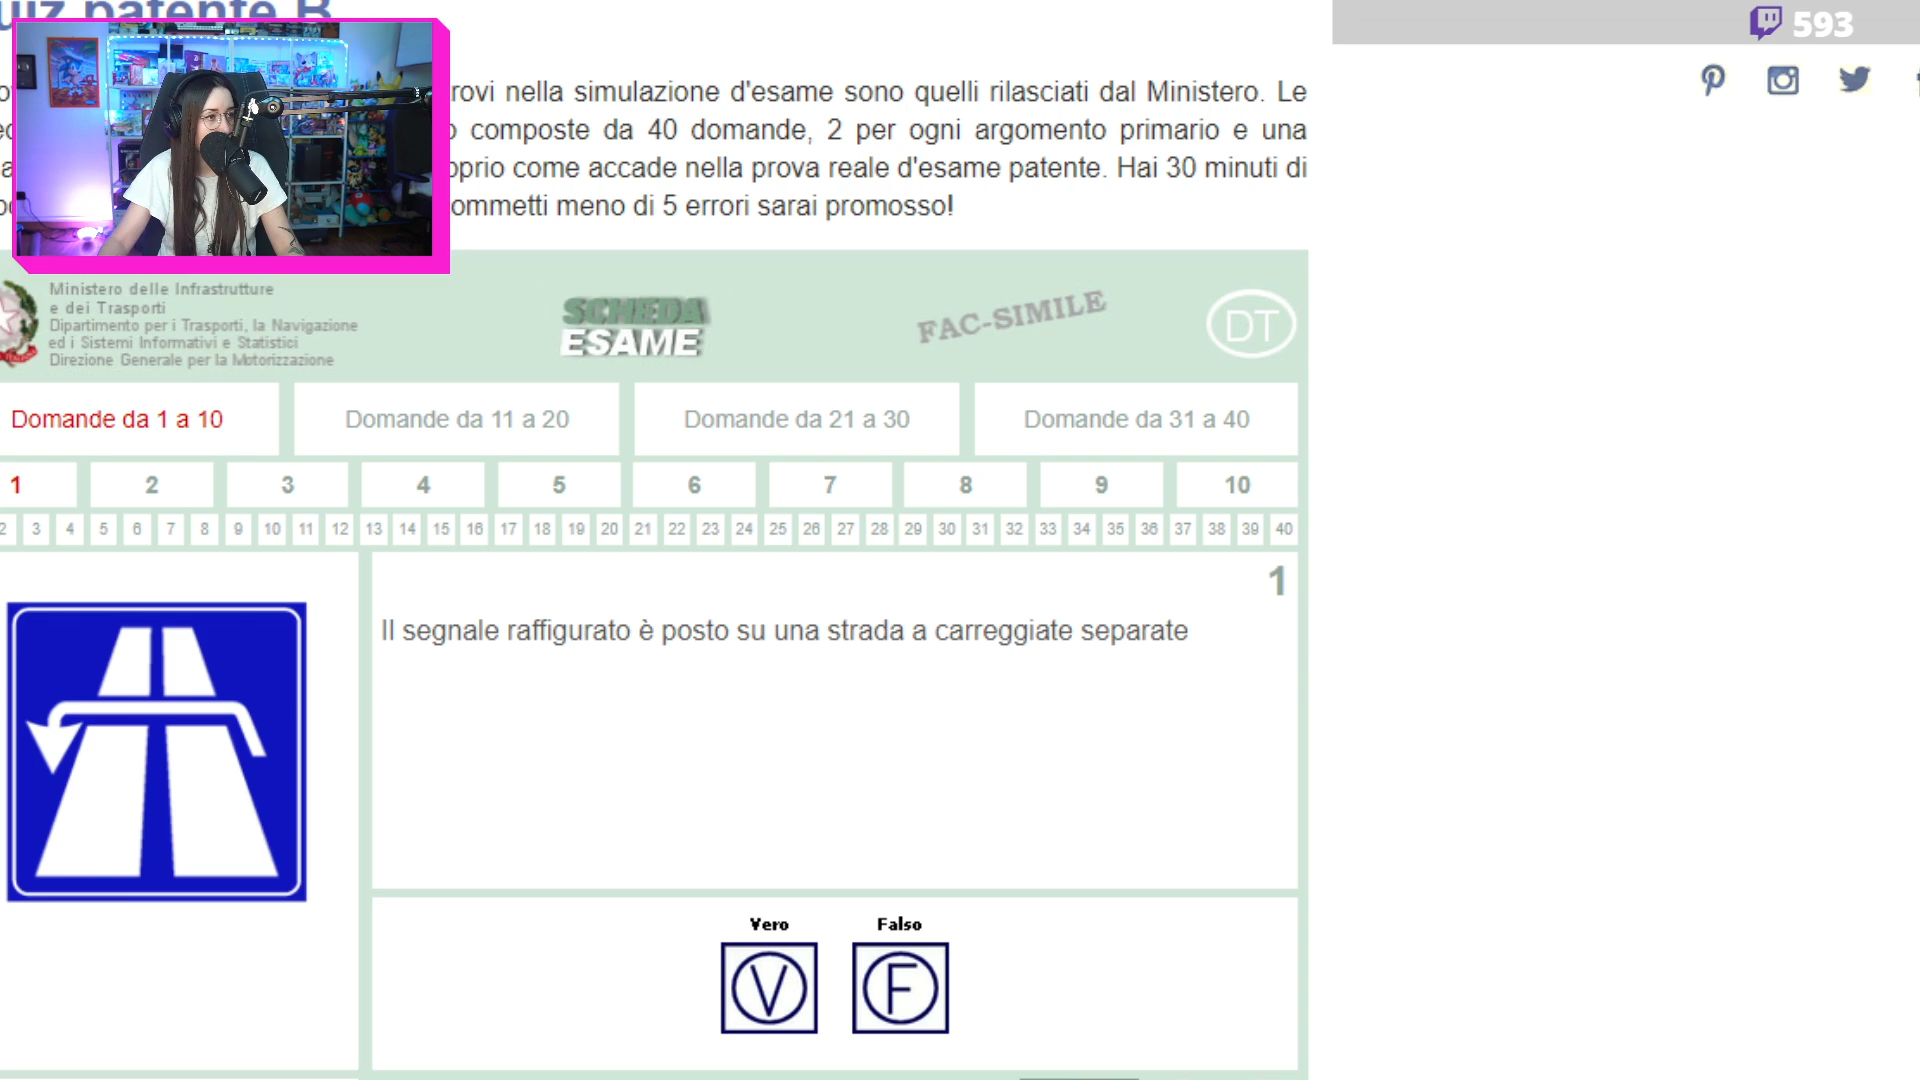 593
rovi nella simulazione d'esame sono quelli rilasciati dal Ministero. Le
composte da 40 domande, 2 per ogni argomento primario e una
come accade nella prova reale d'esame patente. Hai 30 minuti di
ommetti meno di 5 errori sarai promosso!
Ministero delle Infrastrutture
e dei Trasporti
Dipartimento per i Trasporti, la Navigazione
ed i Sistemi Informativi e Statistici
Direzione Generale per la Motorizzazione
SCHEDA
ESAME
FAC-SIMILE
DT
Domande da 1 a 10 Domande da 11 a 20 Domande da 21 a 30 Domande da 31 a 40
1 2 3 4 5 6 7 8 9 10
2 3 4 5 6 7 8 9 10 11 12 13 14 15 16 17 18 19 20 21 22 23 24 25 26 27 28 29 30 31 32 33 34 35 36 37 38 39 40
1
Il segnale raffigurato è posto su una strada a carreggiate separate
Vero Falso
V F